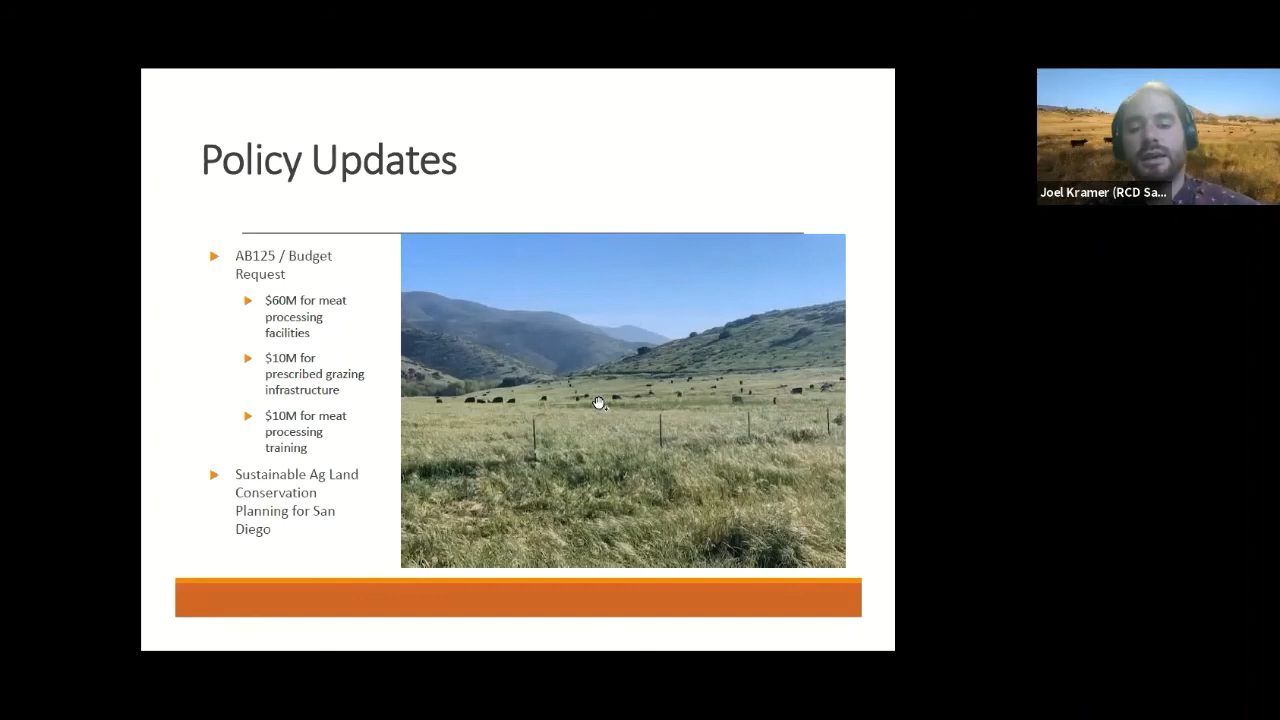 Policy Updates
AB125 / Budget
Request
$60M for meat
processing
facilities
$10M for
prescribed grazing
infrastructure
$10M for meat
processing
training
Sustainable Ag Land
Conservation
Planning for San
Diego
Joel Kramer (RCD Sa...